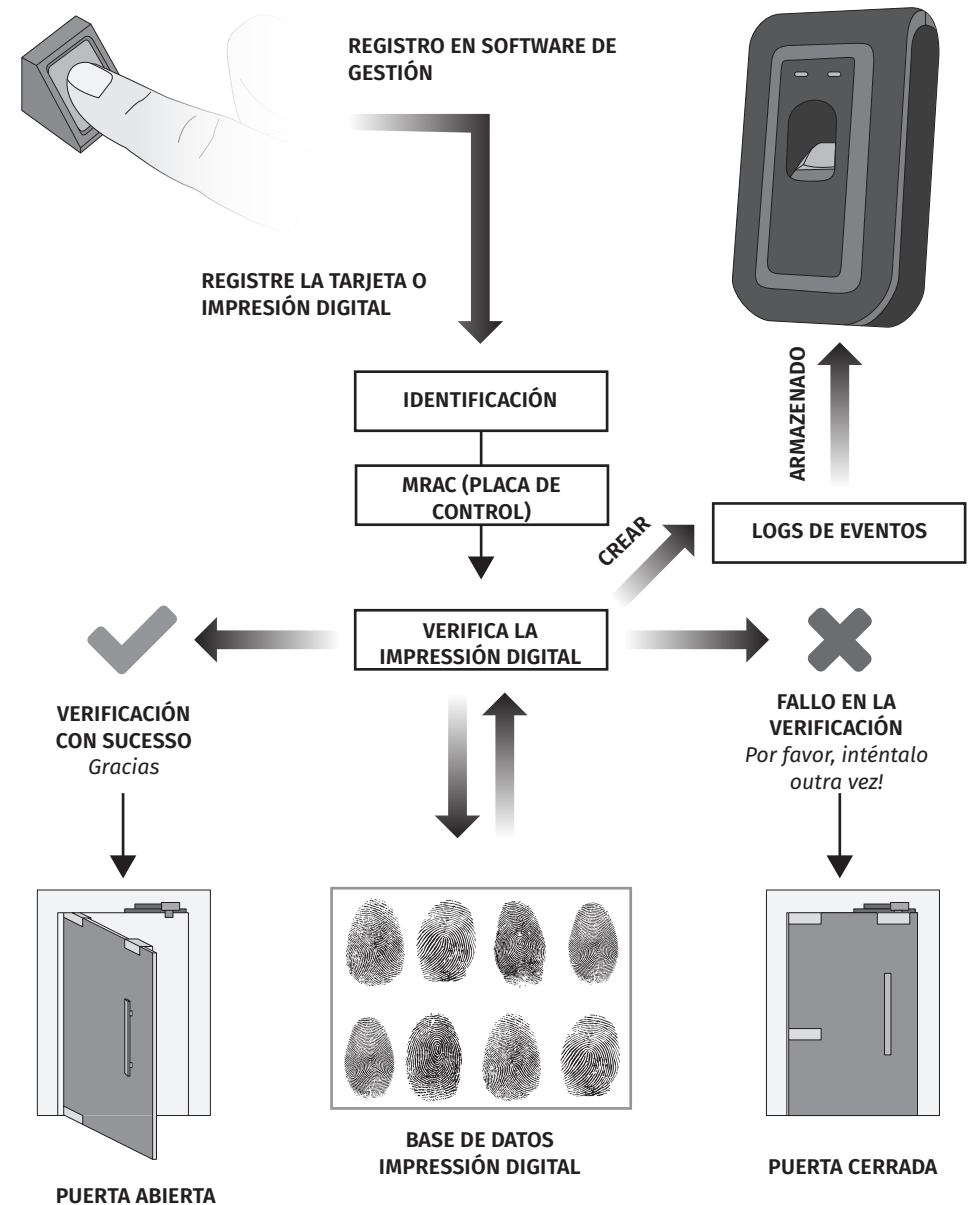 REGISTRO EN SOFTWARE DE
GESTIÓN
REGISTRE LA TARJETA O
IMPRESIÓN DIGITAL
IDENTIFICACIÓN
ARMAZENADO
MRAC (PLACA DE
CONTROL)
CREAR
LOGS DE EVENTOS
VERIFICA LA
IMPRESSIÓN DIGITAL
VERIFICACIÓN
CON SUCESSO
Gracias
FALLO EN LA
VERIFICACIÓN
Por favor, inténtalo
outra vez!
BASE DE DATOS
IMPRESSIÓN DIGITAL
PUERTA CERRADA
PUERTA ABIERTA